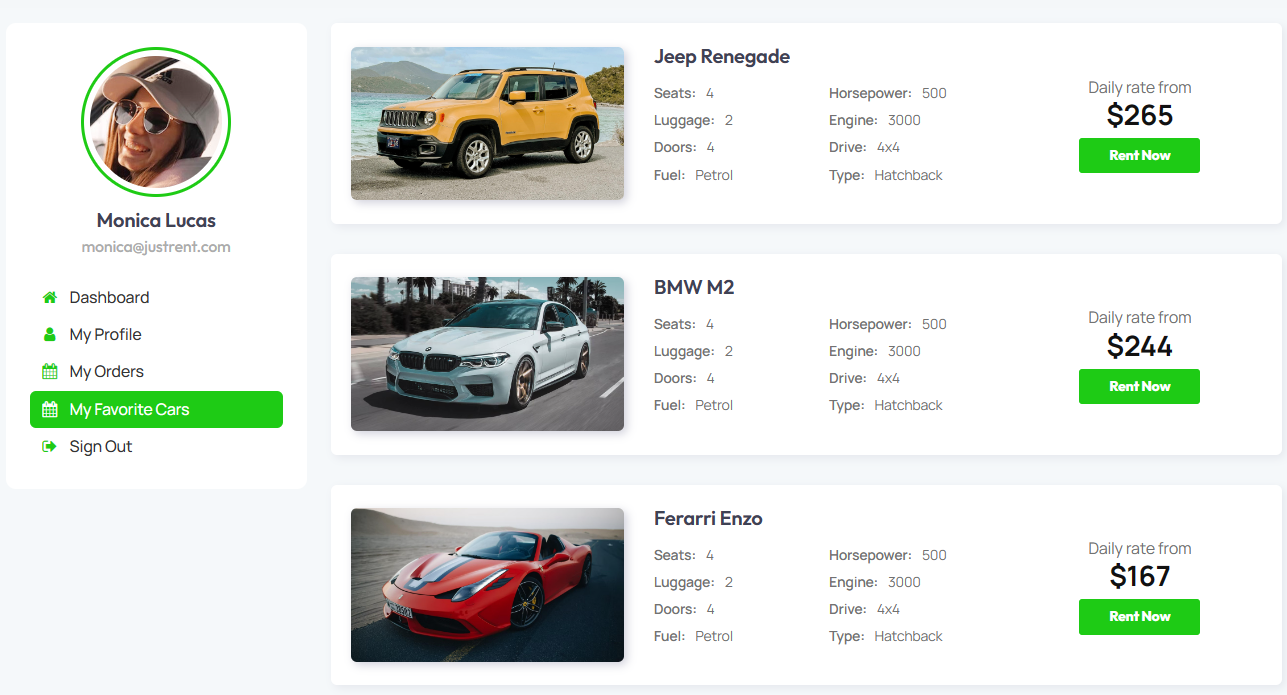 Monica Lucas
monica@justrent.com
Dashboard
My Profile
My Orders
My Favorite Cars
Sign Out
Jeep Renegade
Seats: 4 Horsepower: 500
Luggage: 2 Engine: 3000
Doors: 4 Drive: 4x4
Fuel: Petrol Type: Hatchback
Daily rate from
$265
Rent Now
BMW M2
Seats: 4 Horsepower: 500
Luggage: 2 Engine: 3000
Doors: 4 Drive: 4x4
Fuel: Petrol Type: Hatchback
Daily rate from
$244
Rent Now
Ferarri Enzo
Seats: 4 Horsepower: 500
Luggage: 2 Engine: 3000
Doors: 4 Drive: 4x4
Fuel: Petrol Type: Hatchback
Daily rate from
$167
Rent Now